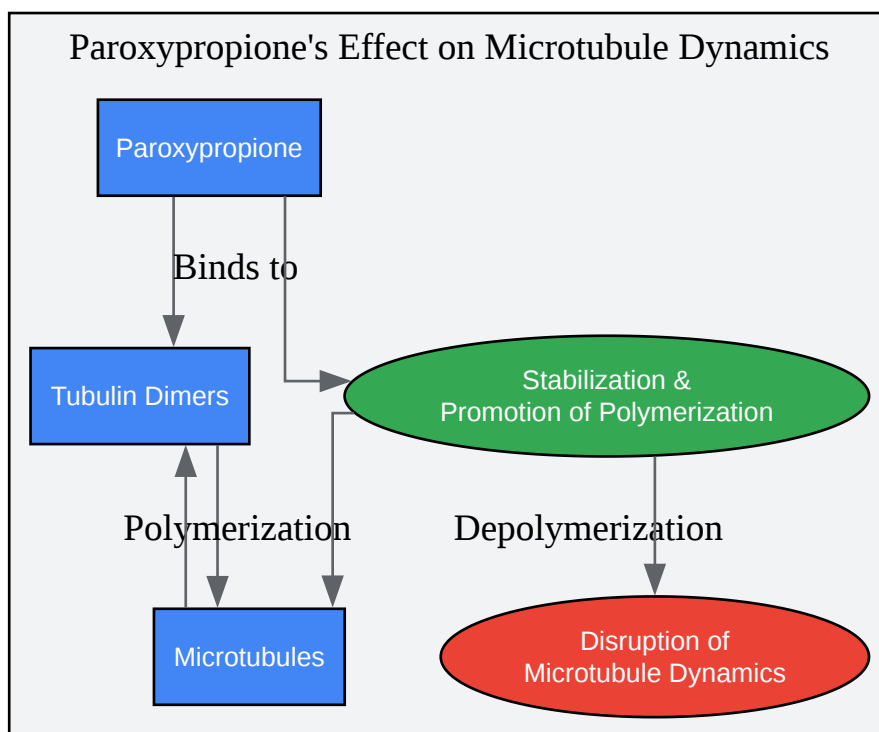 Paroxypropione's Effect on Microtubule Dynamics
Paroxypropione
Binds to
Tubulin Dimers
Stabilization &
Promotion of Polymerization
Polymerization
Depolymerization
Microtubules
Disruption of
Microtubule Dynamics